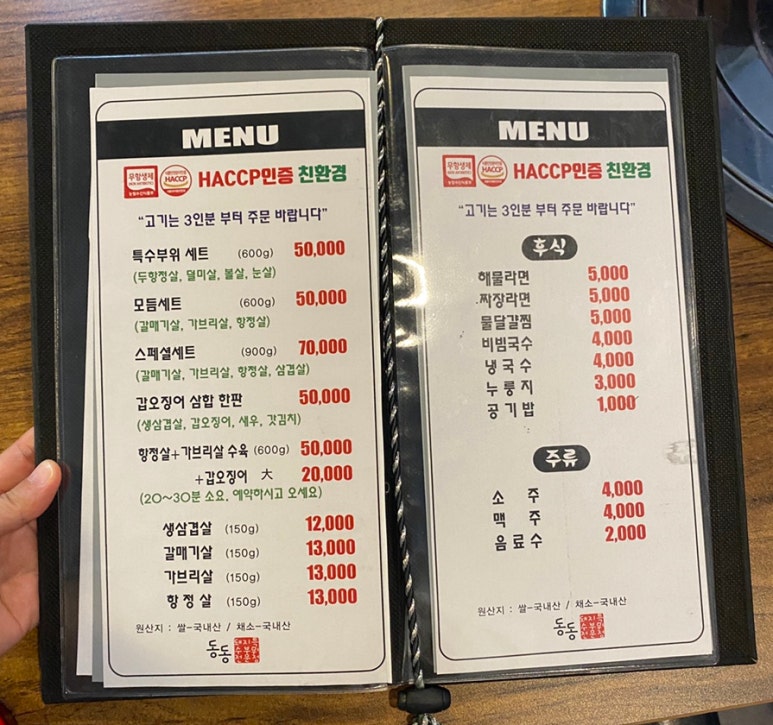 MENU
무항생제
HACCP
HACCP인증 친환경
“고기는 3인분 부터 주문 바랍니다”
특수부위 세트 (600g) 50,000
(두항정살, 덜미살, 볼살, 눈살)
모듬세트 (600g) 50,000
(갈매기살, 가브리살, 항정살)
스페셜세트 (900g) 70,000
(갈매기살, 가브리살, 항정살, 삼겹살)
갑오징어 삼합 한판 50,000
(생삼겹살, 갑오징어, 세우, 갓김치)
항정살+가브리살 수육 (600g) 50,000
+갑오징어 大 20,000
(20~30분 소요, 예약하시고 오세요)
생삼겹살 (150g) 12,000
갈매기살 (150g) 13,000
가브리살 (150g) 13,000
항정살 (150g) 13,000
원산지 : 쌀-국내산 / 채소-국내산
동동
MENU
무항생제
HACCP
HACCP인증 친환경
“고기는 3인분 부터 주문 바랍니다”
후식
해물라면 5,000
짜장라면 5,000
물달걀찜 5,000
비빔국수 4,000
냉국수 4,000
누룽지 3,000
공기밥 1,000
주류
소주 4,000
맥주 4,000
음료수 2,000
원산지 : 쌀-국내산 / 채소-국내산
동동